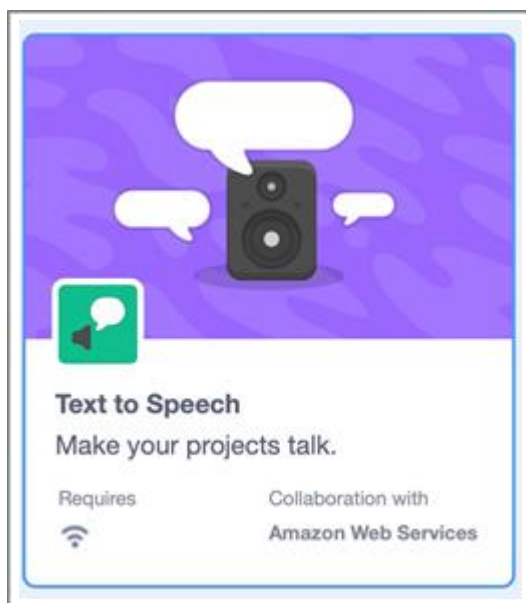 Text to Speech
Make your projects talk.
Requires
Collaboration with
Amazon Web Services